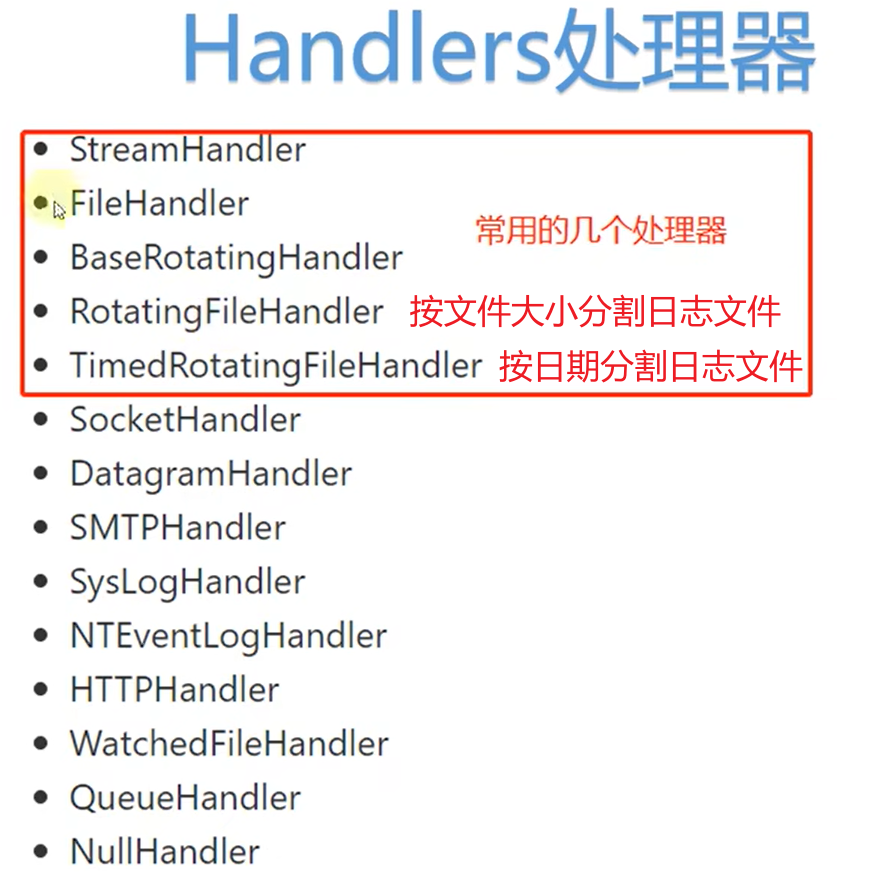 Handlers处理器
StreamHandler
FileHandler
常用的几个处理器
BaseRotatingHandler
RotatingFileHandler 按文件大小分割日志文件
TimedRotatingFileHandler 按日期分割日志文件
SocketHandler
DatagramHandler
SMTPHandler
SysLogHandler
NTEventLogHandler
HTTPHandler
WatchedFileHandler
QueueHandler
NullHandler